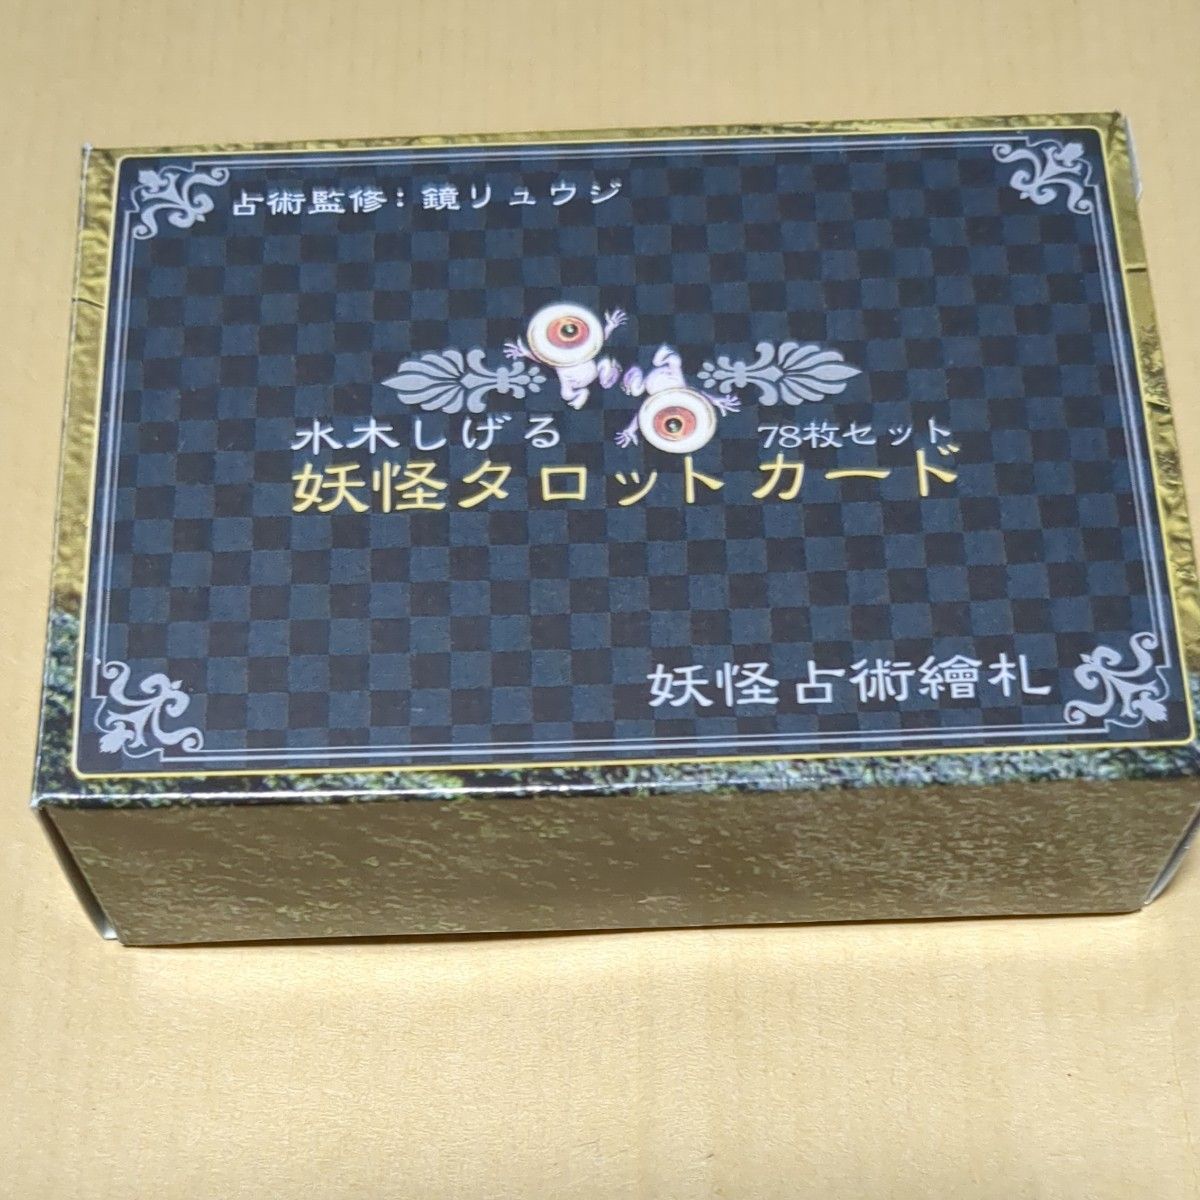 占術監修：鏡リュウジ
水木しげる
78枚セット
妖怪タロットカード
妖怪占術繪札